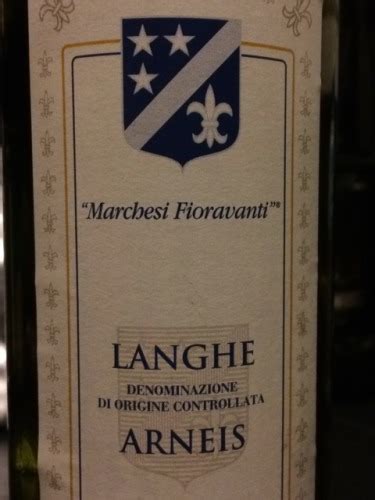 "Marchesi Fioravanti"®
LANGHE
DENOMINAZIONE
DI ORIGINE CONTROLLATA
ARNEIS